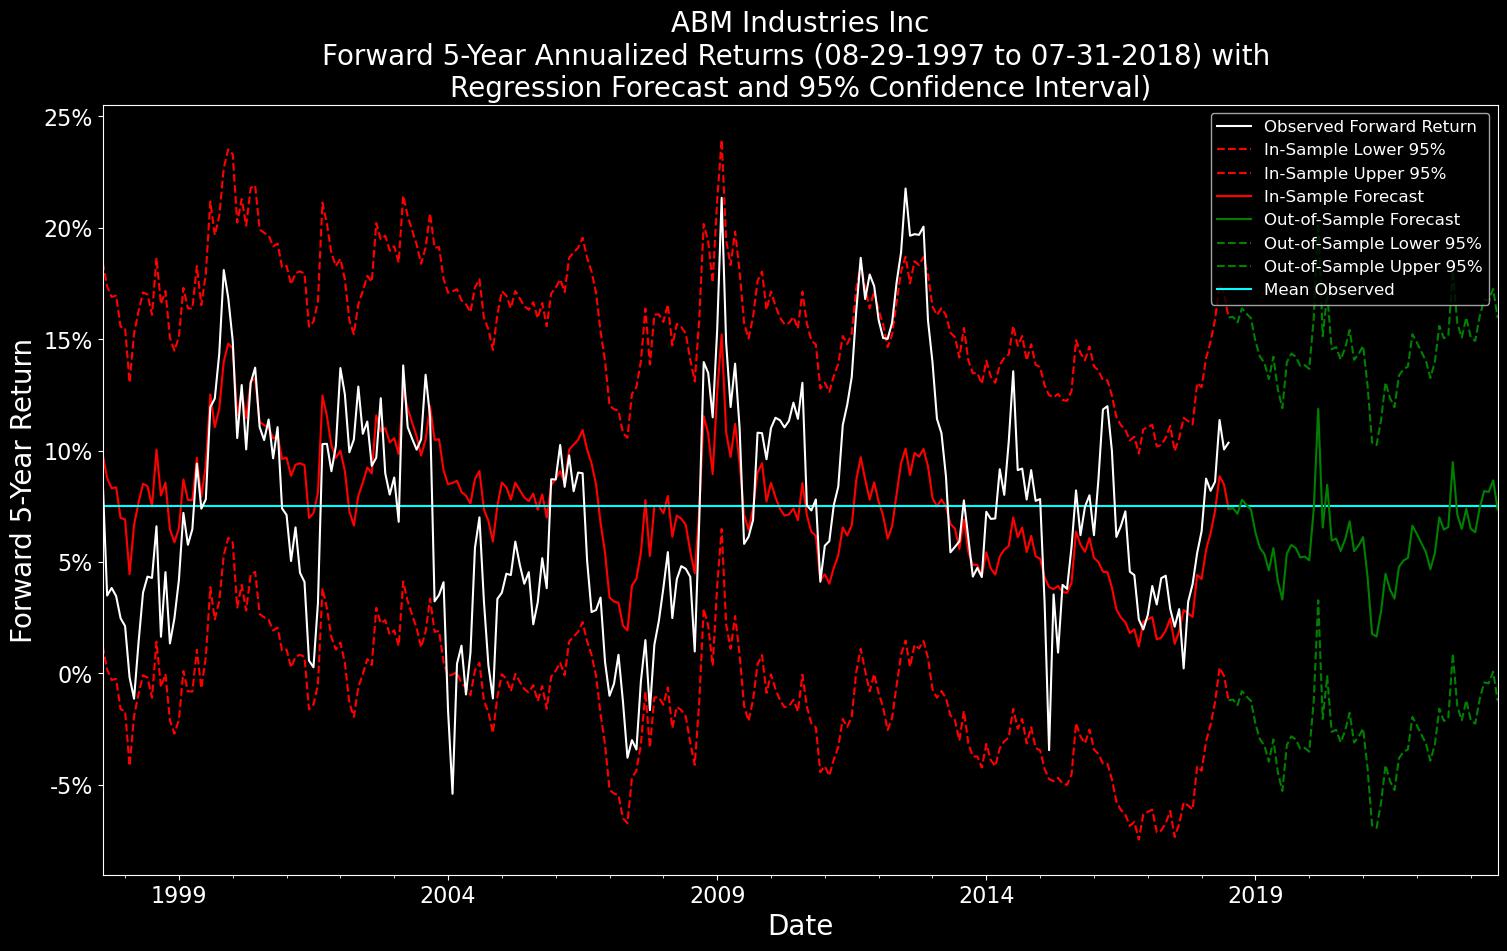 ABM Industries Inc
Forward 5-Year Annualized Returns (08-29-1997 to 07-31-2018) with
Regression Forecast and 95% Confidence Interval)
25%
20%
15%
10%
5%
0%
-5%
Forward 5-Year Return
Observed Forward Return
In-Sample Lower 95%
In-Sample Upper 95%
In-Sample Forecast
Out-of-Sample Forecast
Out-of-Sample Lower 95%
Out-of-Sample Upper 95%
Mean Observed
1999
2004
2009
2014
2019
Date